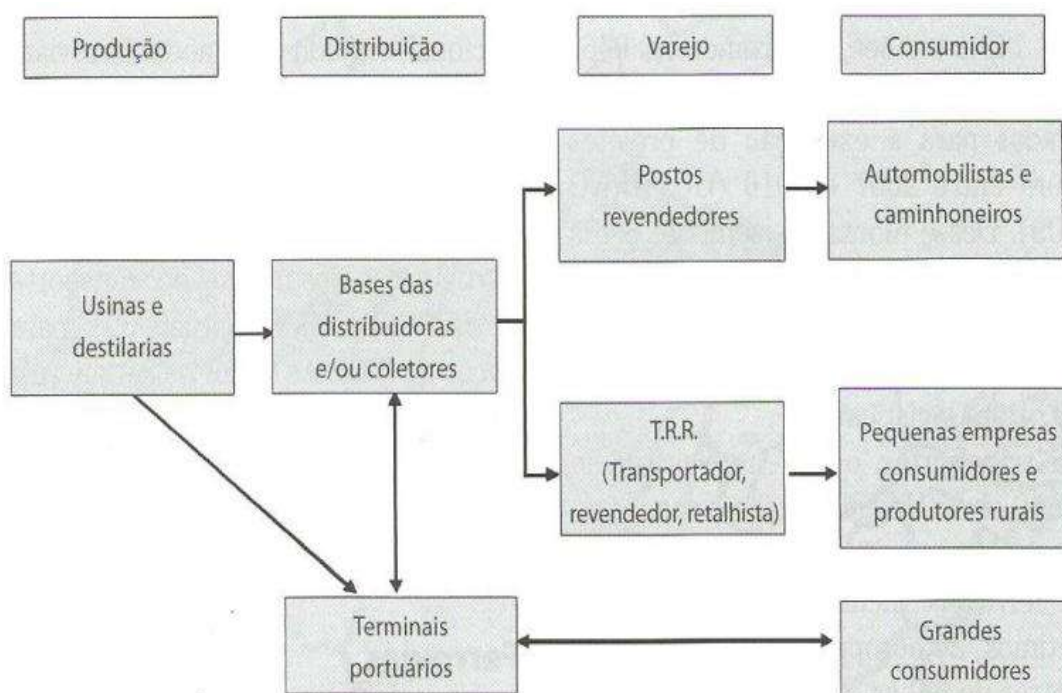 Produção
Distribuição
Varejo
Consumidor
Postos
revendedores
Automobilistas e
caminhoneiros
Usinas e
destilarias
Bases das
distribuidoras
e/ou coletores
T.R.R.
(Transportador,
revendedor, retalhista)
Pequenas empresas
consumidores e
produtores rurais
Terminais
portuários
Grandes
consumidores